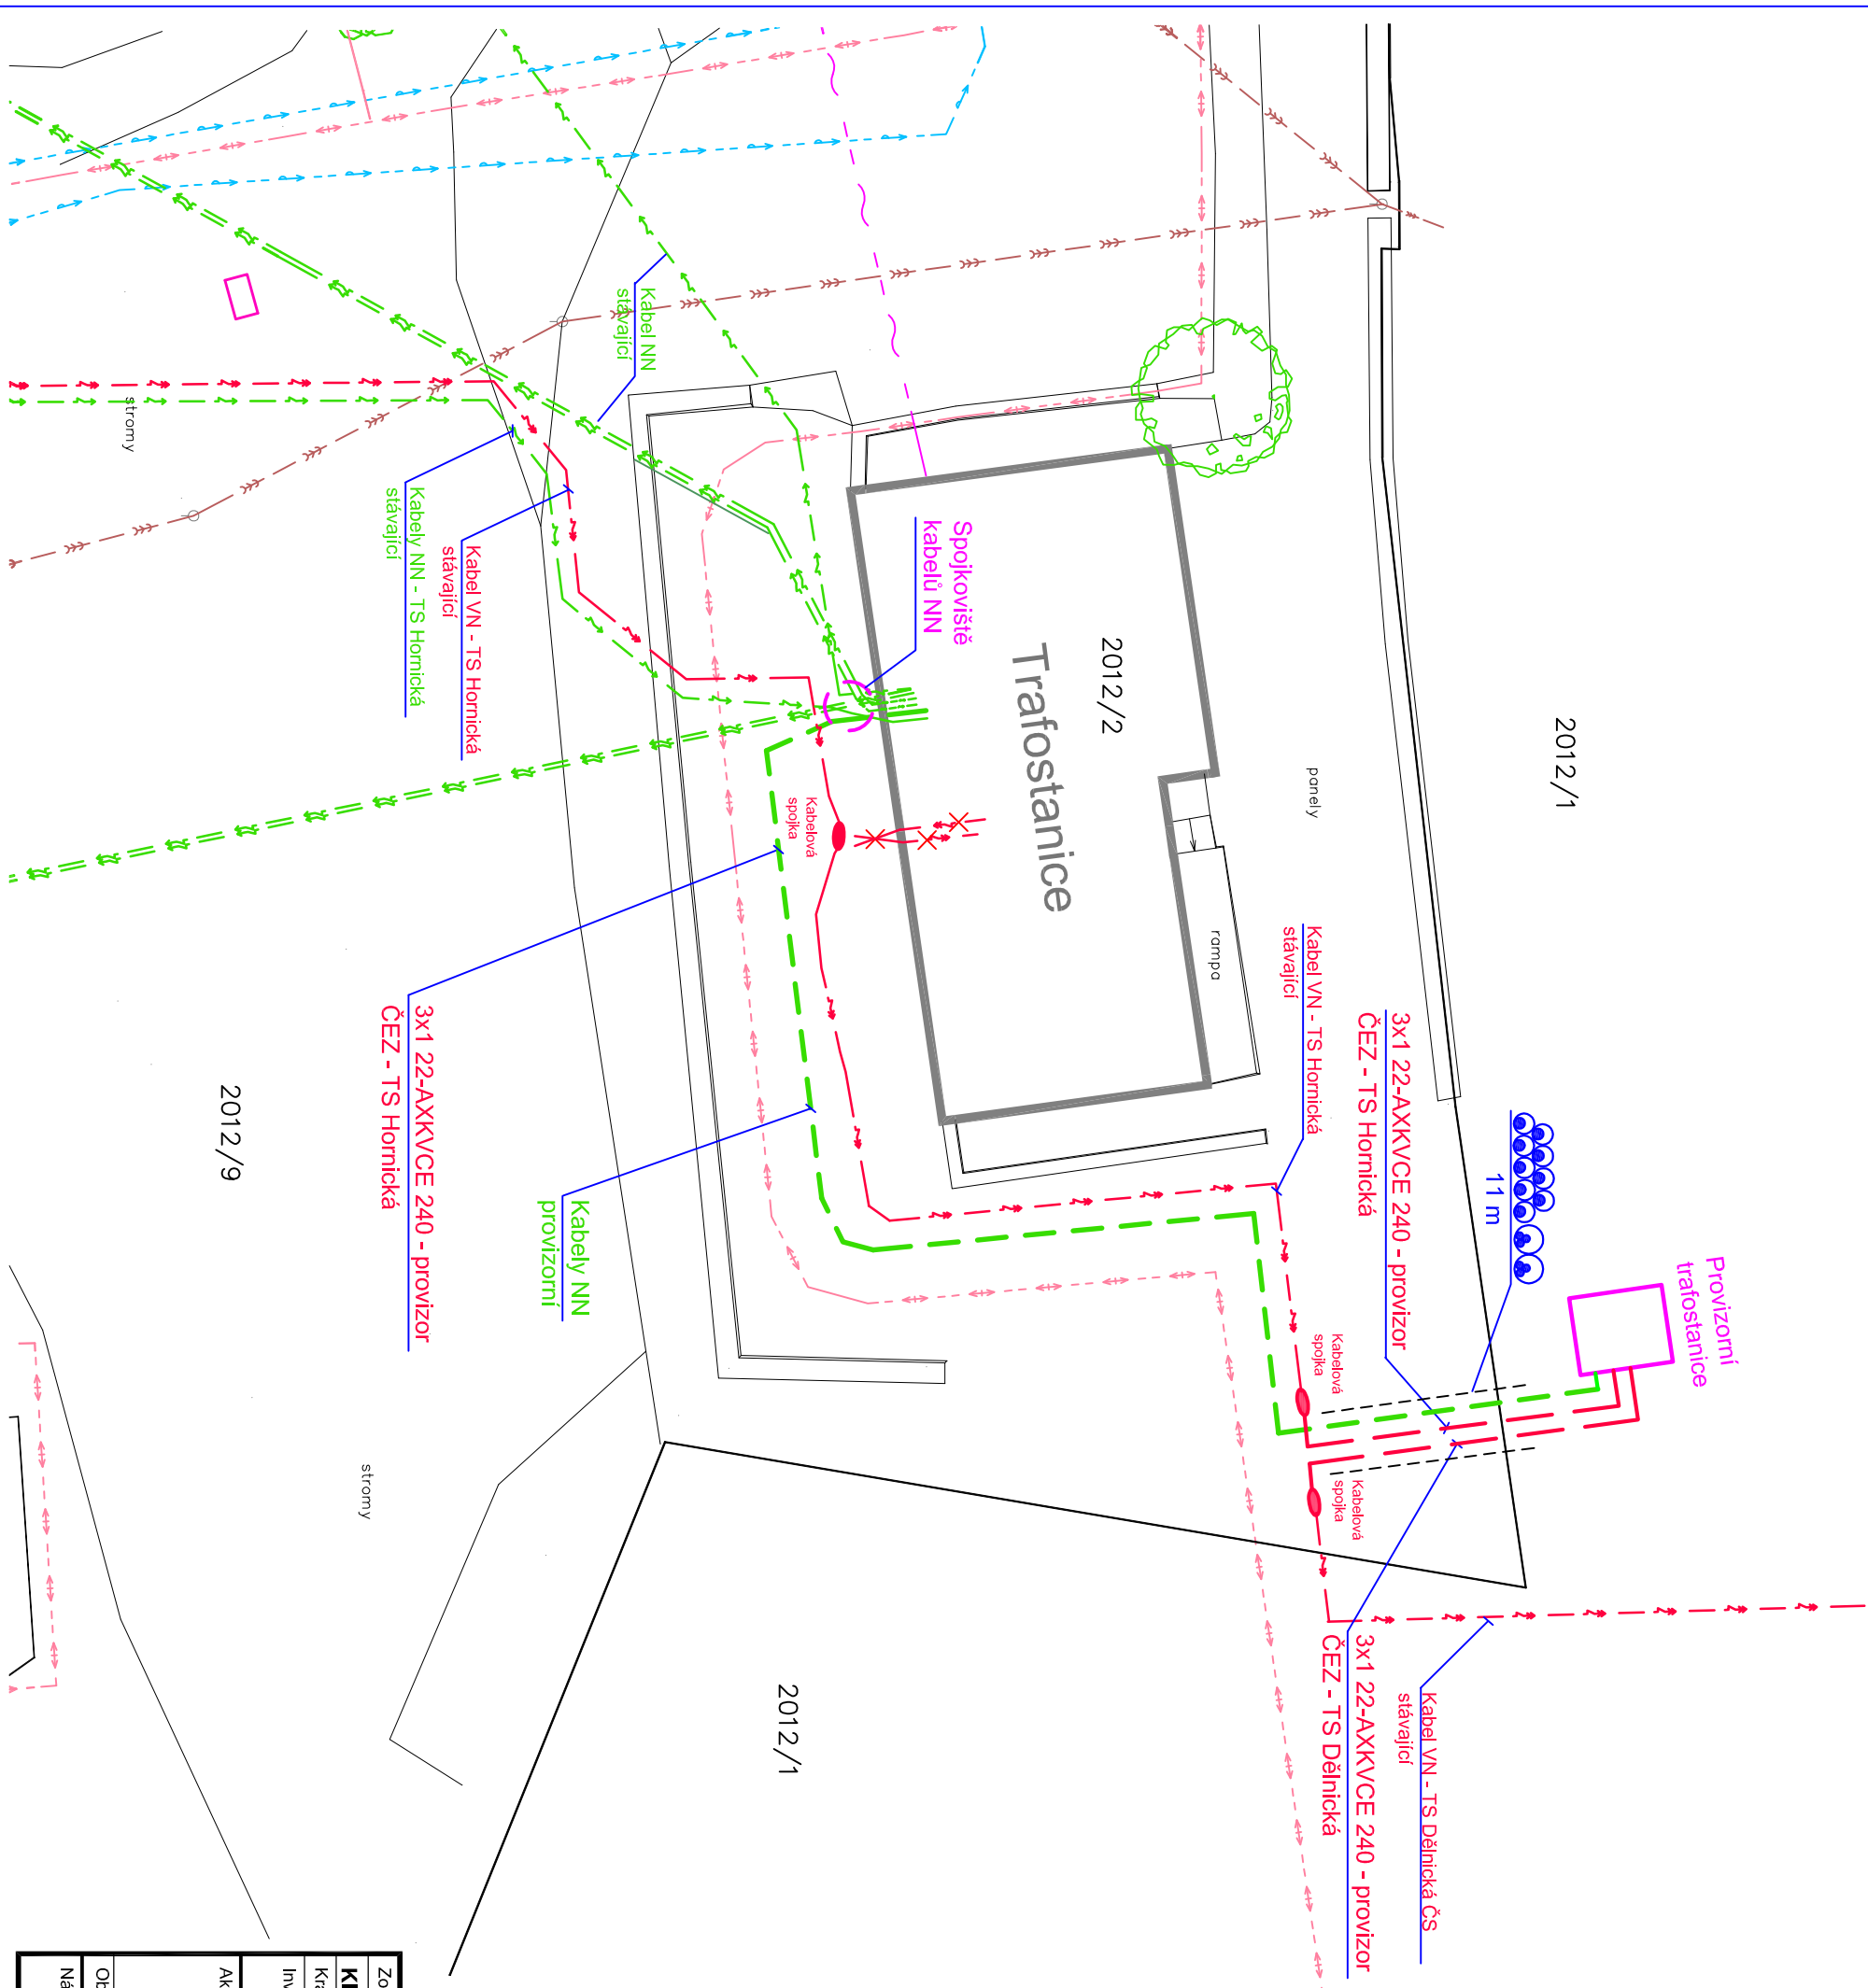 2012/1
Provizorní
trafostanice
11 m
3x1 22-AXKVCE 240 - provizor
ČEZ - TS Hornická
Kabel VN - TS Hornická
stávající
panely
rampa
2012/2
Trafostanice
Spojkoviště
kabelů NN
Kabel NN
stávající
Kabelová
spojka
Kabelová
spojka
Kabelová
spojka
Kabel VN - TS Dělnická ČS
stávající
3x1 22-AXKVCE 240 - provizor
ČEZ - TS Dělnická
Kabel VN - TS Hornická
stávající
Kabely NN - TS Hornická
stávající
Kabely NN
provizorní
3x1 22-AXKVCE 240 - provizor
ČEZ - TS Hornická
2012/1
2012/9
stromy
stromy